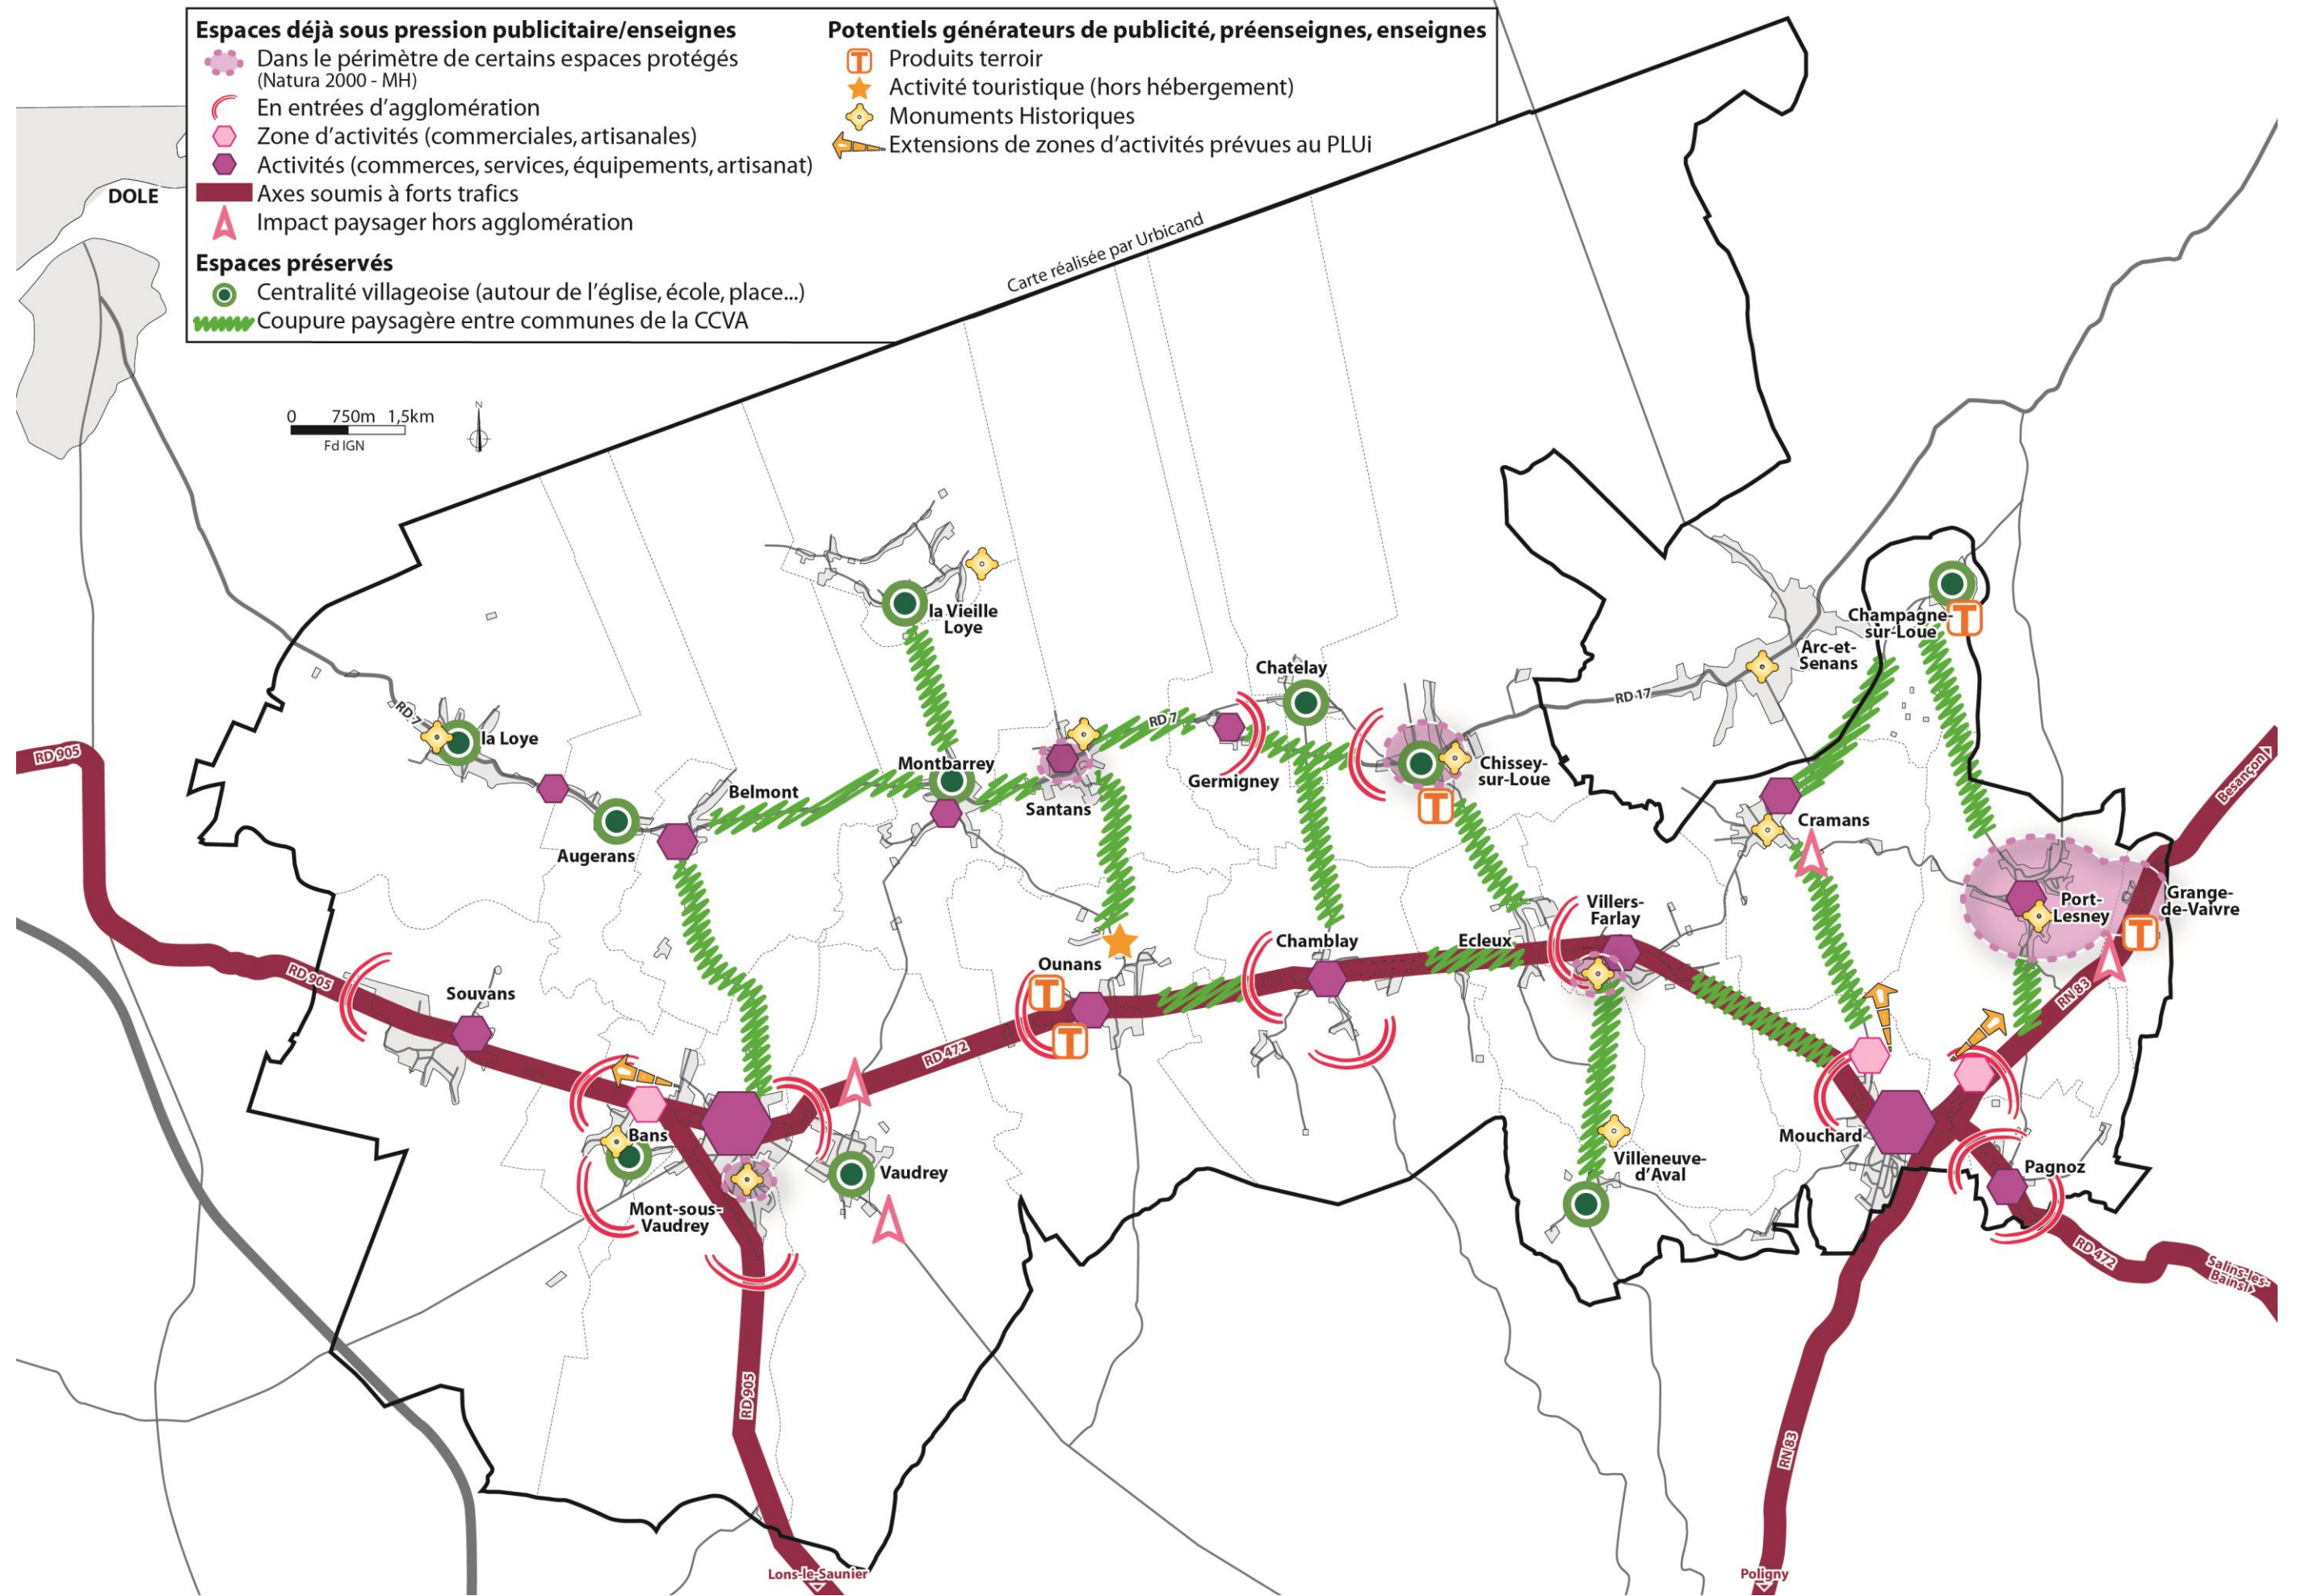 Espaces déjà sous pression publicitaire/enseignes
Dans le périmètre de certains espaces protégés
(Natura 2000 - MH)
En entrées d'agglomération
Zone d'activités (commerciales, artisanales)
Activités (commerces, services, équipements, artisanat)
Axes soumis à forts trafics
Impact paysager hors agglomération
Espaces préservés
Centralité villageoise (autour de l'église, école, place...)
Coupure paysagère entre communes de la CCVA
Potentiels générateurs de publicité, préenseignes, enseignes
T
Produits terroir
Activité touristique (hors hébergement)
Monuments Historiques
Extensions de zones d'activités prévues au PLUi
DOLE
Carte réalisée par Urbicand
0 750m 1,5km
Fd IGN
N
la Vieille
Loye
Champagne-
sur-Loue
T
Arc-et-
Senans
Chatelay
RD 17
RD 7
la Loye
RD 7
Montbarrey
Belmont
Santans
Germigney
Chissey-
sur-Loue
T
RD 905
Cramans
Augerans
Besançon
Grange-
de-Vaivre
Port-
Lesney
T
Villers-
Farlay
Chamblay
Ecleux
Ounans
T
T
RD 905
Souvans
RN 83
RD 472
Bans
Mouchard
Vaudrey
Villeneuve-
d'Aval
Pagnoz
Mont-sous-
Vaudrey
RD 472
Salins-les-
Bains
RD 905
RN 83
Lons-le-Saunier
Poligny